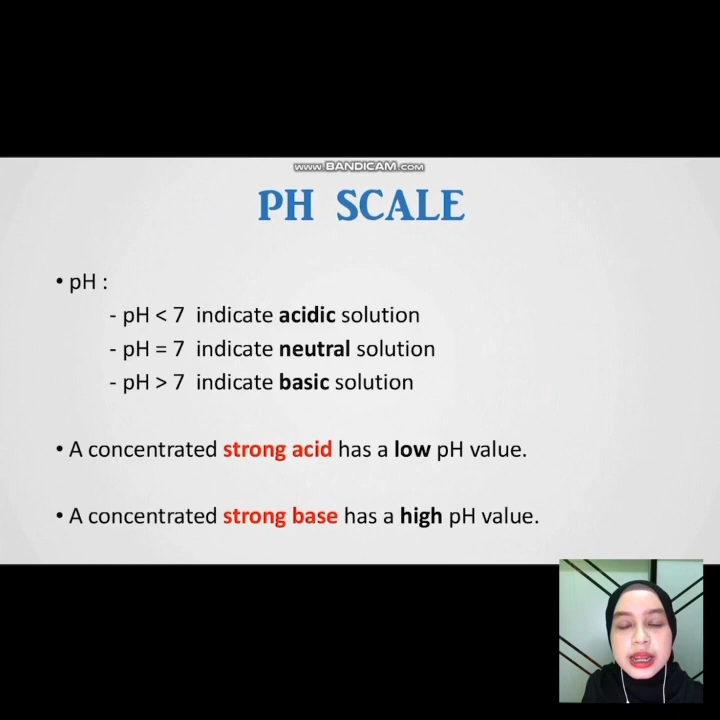 www.BANDICAM.com
PH SCALE
• pH :
- pH < 7 indicate acidic solution
- pH = 7 indicate neutral solution
- pH > 7 indicate basic solution
• A concentrated strong acid has a low pH value.
• A concentrated strong base has a high pH value.